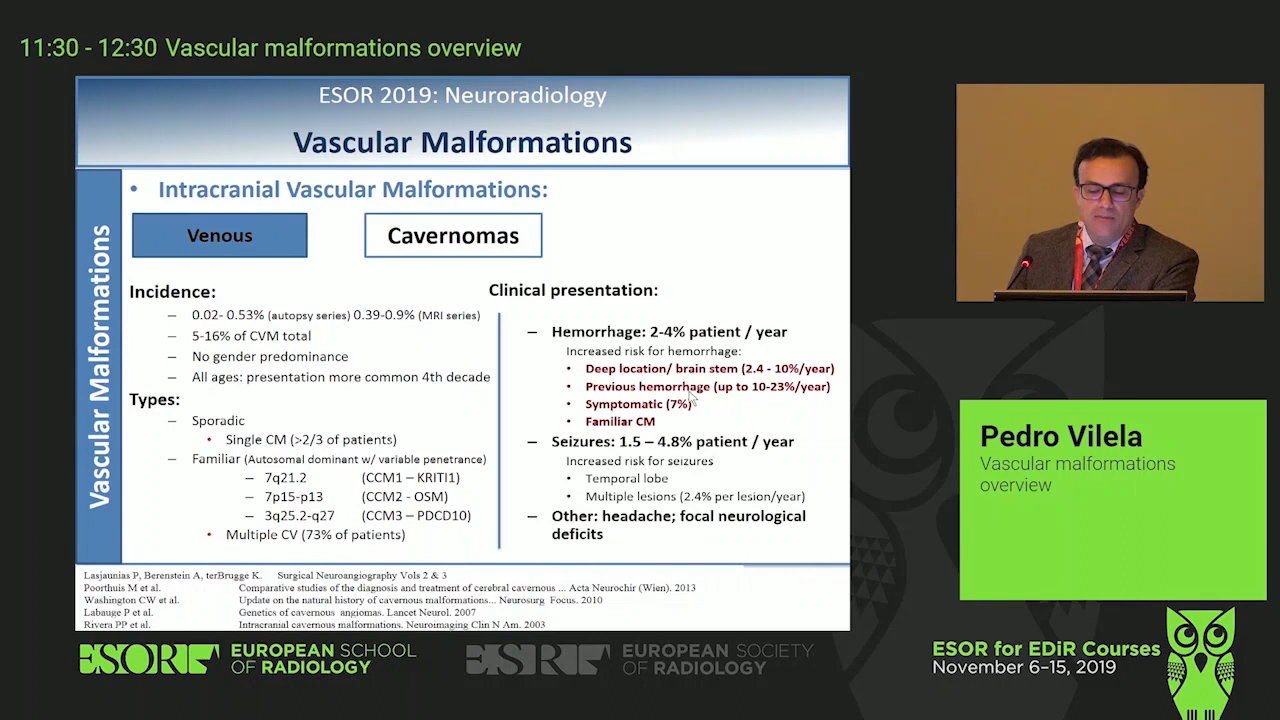 11:30 - 12:30 Vascular malformations overview
ESOR 2019: Neuroradiology
Vascular Malformations
Vascular Malformations
• Intracranial Vascular Malformations:
Venous
Cavernomas
Incidence:
– 0.02- 0.53% (autopsy series) 0.39-0.9% (MRI series)
– 5-16% of CVM total
– No gender predominance
– All ages: presentation more common 4th decade
Types:
– Sporadic
• Single CM (>2/3 of patients)
– Familiar (Autosomal dominant w/ variable penetrance)
– 7q21.2 (CCM1 – KRITI1)
– 7p15-p13 (CCM2 - OSM)
– 3q25.2-q27 (CCM3 – PDCD10)
• Multiple CV (73% of patients)
Clinical presentation:
– Hemorrhage: 2-4% patient / year
Increased risk for hemorrhage:
• Deep location/ brain stem (2.4 - 10%/year)
• Previous hemorrhage (up to 10-23%/year)
• Symptomatic (7%)
• Familiar CM
– Seizures: 1.5 – 4.8% patient / year
Increased risk for seizures
• Temporal lobe
• Multiple lesions (2.4% per lesion/year)
– Other: headache; focal neurological
deficits
Lasjaunias P, Berenstein A, terBrugge K. Surgical Neuroangiography Vols 2 & 3
Poorthuis M et al. Comparative studies of the diagnosis and treatment of cerebral cavernous ... Acta Neurochir (Wien). 2013
Washington CW et al. Update on the natural history of cavernous malformations... Neurosurg Focus. 2010
Labauge P et al. Genetics of cavernous angiomas. Lancet Neurol. 2007
Rivera PP et al. Intracranial cavernous malformations. Neuroimaging Clin N Am. 2003
Pedro Vilela
Vascular malformations
overview
ESOR EUROPEAN SCHOOL
OF RADIOLOGY
ESR EUROPEAN SOCIETY
OF RADIOLOGY
ESOR for EDiR Courses
November 6–15, 2019